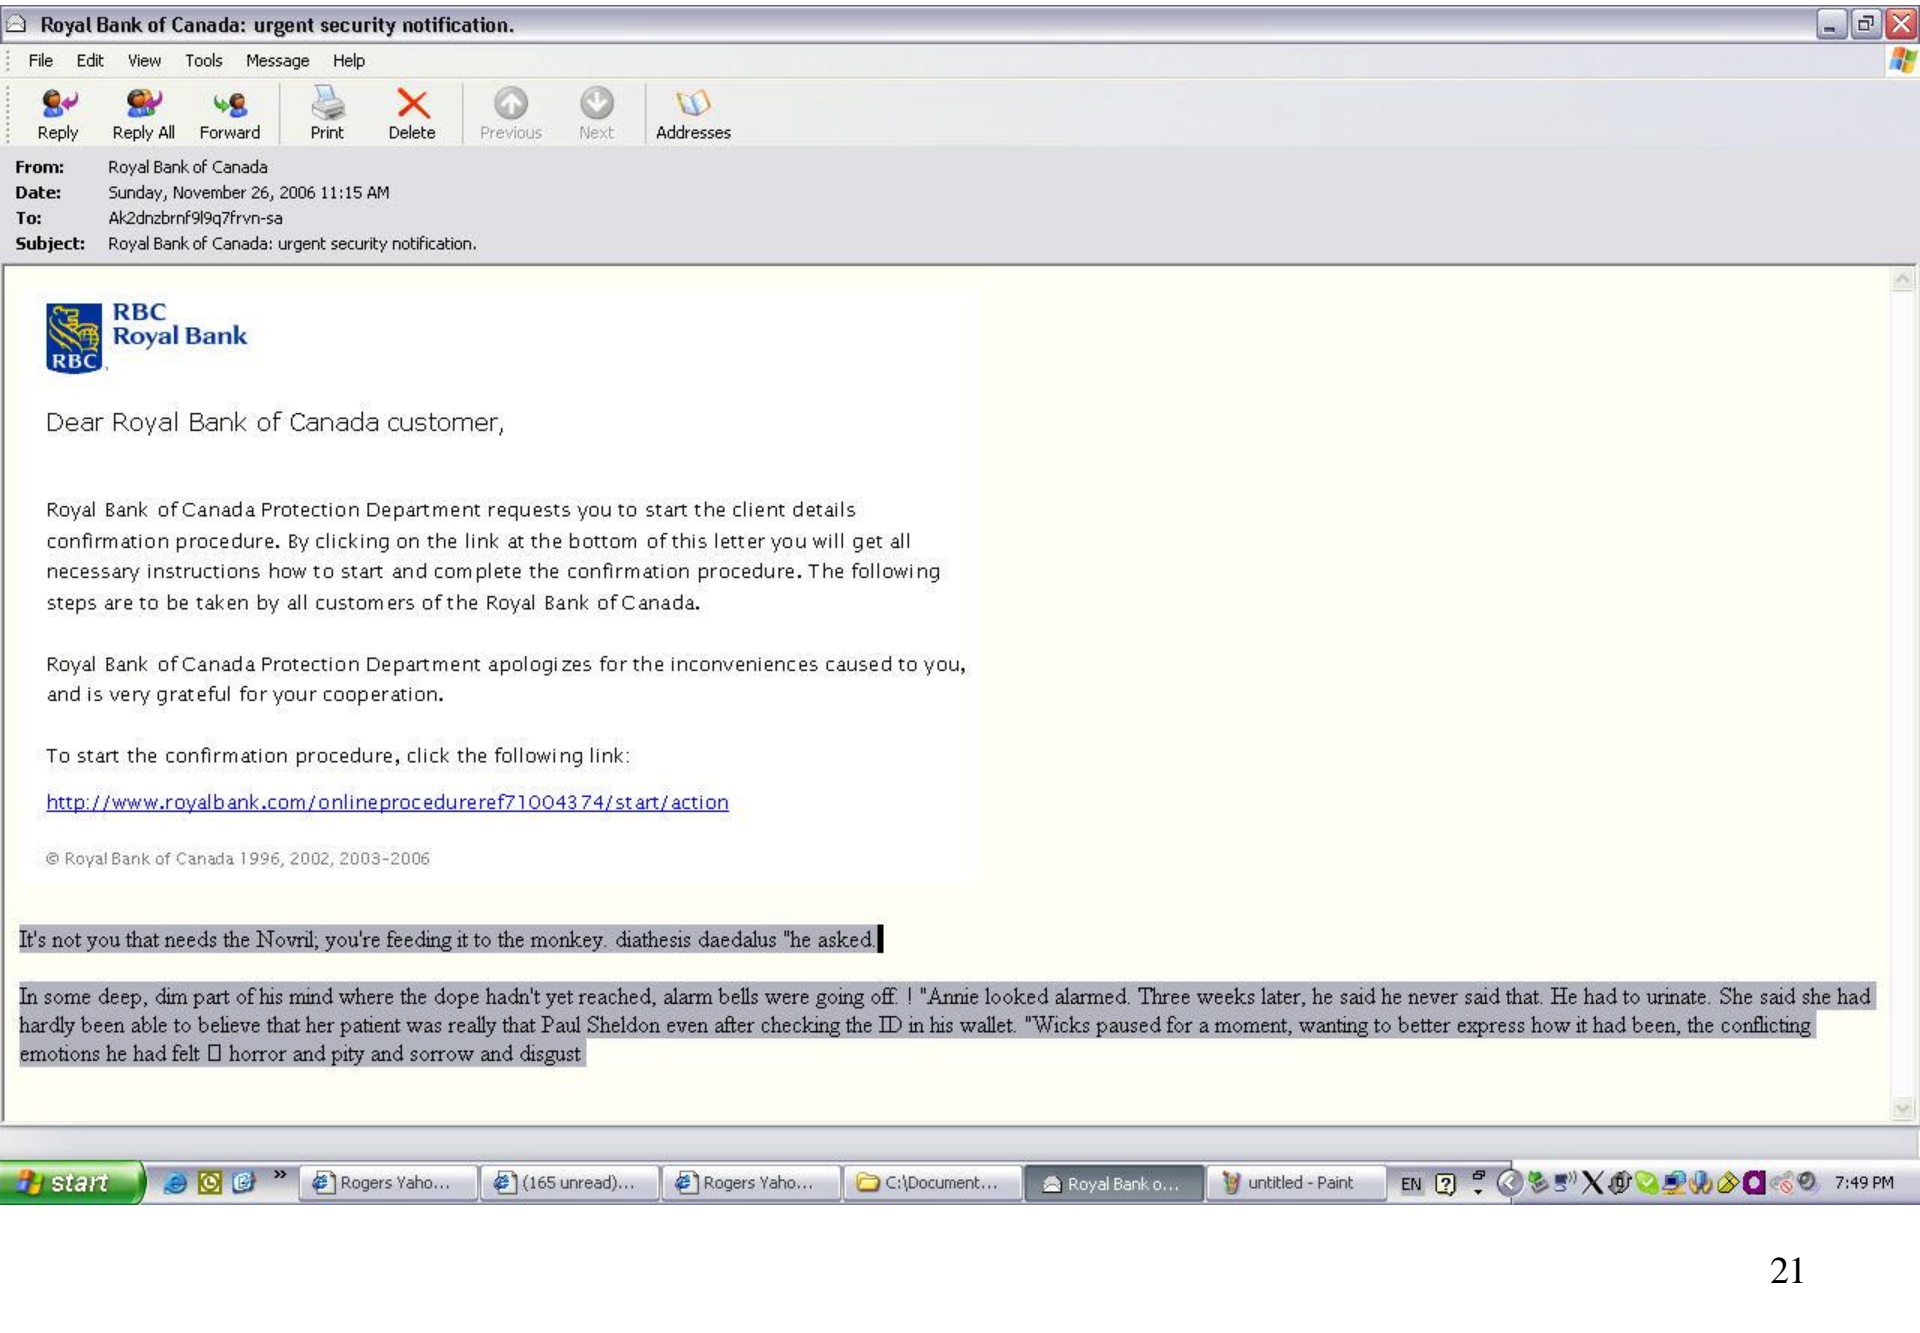 Royal Bank of Canada: urgent security notification.
File Edit View Tools Message Help
Reply Reply All Forward Print Delete Previous Next Addresses
From: Royal Bank of Canada
Date: Sunday, November 26, 2006 11:15 AM
To: Ak2dnzbrnf9l9q7frvn-sa
Subject: Royal Bank of Canada: urgent security notification.
RBC
Royal Bank
RBC
Dear Royal Bank of Canada customer,
Royal Bank of Canada Protection Department requests you to start the client details
confirmation procedure. By clicking on the link at the bottom of this letter you will get all
necessary instructions how to start and complete the confirmation procedure. The following
steps are to be taken by all customers of the Royal Bank of Canada.
Royal Bank of Canada Protection Department apologizes for the inconveniences caused to you,
and is very grateful for your cooperation.
To start the confirmation procedure, click the following link:
http://www.royalbank.com/onlineprocedureref71004374/start/action
© Royal Bank of Canada 1996, 2002, 2003-2006
It's not you that needs the Novril; you're feeding it to the monkey. diathesis daedalus "he asked.
In some deep, dim part of his mind where the dope hadn't yet reached, alarm bells were going off. ! "Annie looked alarmed. Three weeks later, he said he never said that. He had to urinate. She said she had
hardly been able to believe that her patient was really that Paul Sheldon even after checking the ID in his wallet. "Wicks paused for a moment, wanting to better express how it had been, the conflicting
emotions he had felt □ horror and pity and sorrow and disgust
start » Rogers Yaho... (165 unread)... Rogers Yaho... C:\Document... Royal Bank o... untitled - Paint EN 7:49 PM
21